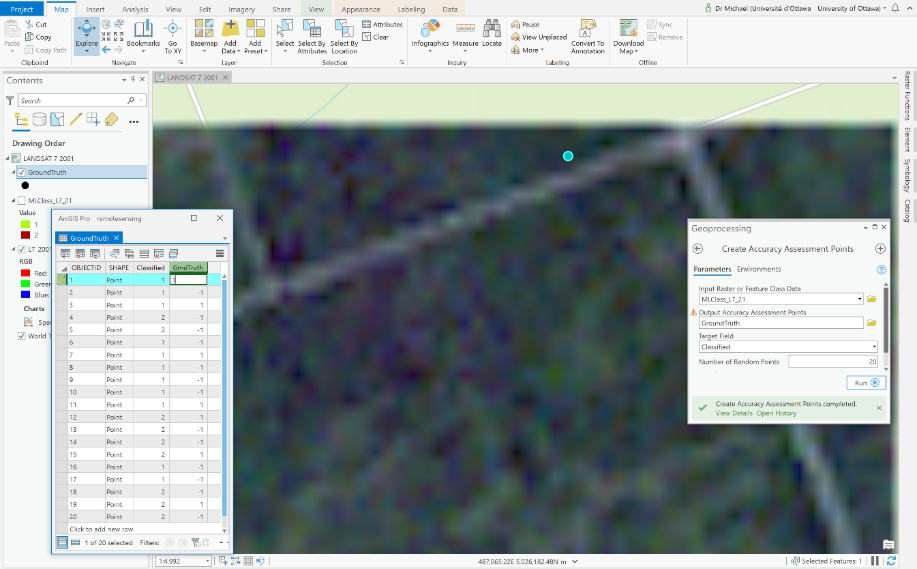 Project Map Insert Analysis View Edit Imagery Share View Appearance Labeling Data Dr Michael (Université d'Ottawa) University of Ottawa)
Paste Cut Copy Copy Path Clipboard
Explore Bookmarks Go To XY Navigate
Basemap Add Data Add Preset Layer
Select Select By Attributes Select By Location Attributes Clear Selection
Infographics Measure Locate Inquiry
Pause View Unplaced More Convert To Annotation Labeling
Download Map Sync Remove Offline
Contents
Search
Drawing Order
LANDSAT 7 2001
GroundTruth
MLClass_L7_21
Value
1
2
LT 2001
RGB
Red:
Green
Blue:
Charts
Spec
World T
LANDSAT 7 2001
ArcGIS Pro remotesensing
GroundTruth
OBJECTID SHAPE Classified GrndTruth
1 Point 1 1
2 Point 1 -1
3 Point 1 1
4 Point 2 1
5 Point 2 -1
6 Point 1 -1
7 Point 1 1
8 Point 1 -1
9 Point 1 -1
10 Point 1 -1
11 Point 1 1
12 Point 2 1
13 Point 2 -1
14 Point 2 -1
15 Point 2 1
16 Point 2 -1
17 Point 1 -1
18 Point 2 -1
19 Point 2 1
20 Point 2 -1
Click to add new row.
1 of 20 selected Filters:
Geoprocessing
Create Accuracy Assessment Points
Parameters Environments
Input Raster or Feature Class Data
MLClass_L7_21
Output Accuracy Assessment Points
GroundTruth
Target Field
Classified
Number of Random Points 20
Run
Create Accuracy Assessment Points completed.
View Details Open History
Raster Functions
Element
Symbology
Catalog
1:4,992
487,065.22E 5,026,182.48N m
Selected Features: 1